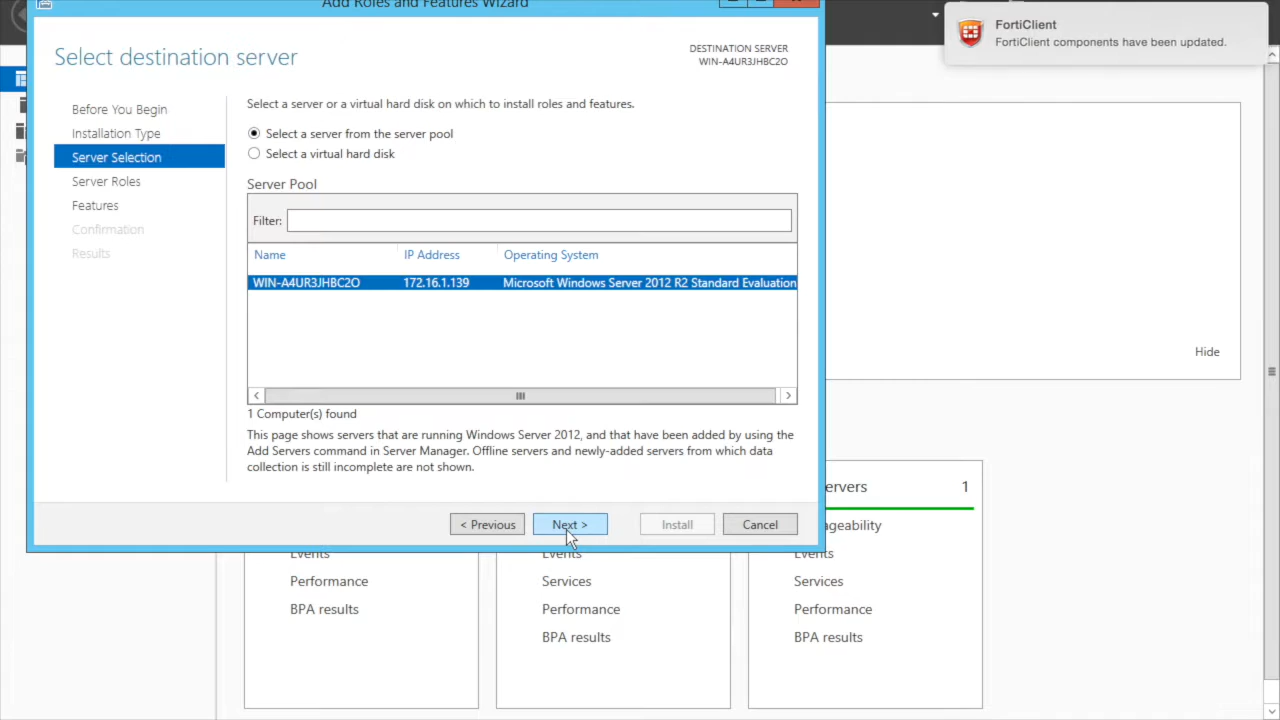 Add Roles and Features Wizard
FortiClient
FortiClient components have been updated.
Select destination server
DESTINATION SERVER
WIN-A4UR3JHBC2O
Before You Begin
Installation Type
Server Selection
Server Roles
Features
Confirmation
Results
Select a server or a virtual hard disk on which to install roles and features.
Select a server from the server pool
Select a virtual hard disk
Server Pool
Filter:
Name IP Address Operating System
WIN-A4UR3JHBC2O 172.16.1.139 Microsoft Windows Server 2012 R2 Standard Evaluation
1 Computer(s) found
This page shows servers that are running Windows Server 2012, and that have been added by using the
Add Servers command in Server Manager. Offline servers and newly-added servers from which data
collection is still incomplete are not shown.
< Previous Next > Install Cancel
Hide
ervers 1
ageability
Events
Performance
BPA results
Events
Services
Performance
BPA results
Events
Services
Performance
BPA results